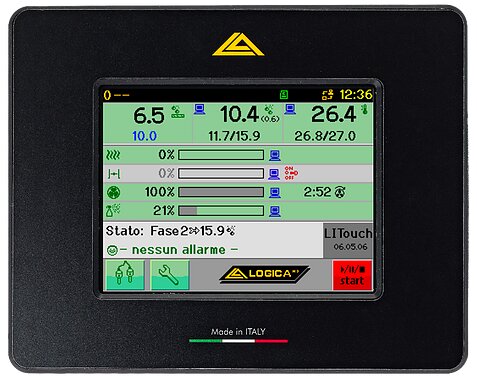 0 -- 12:36
6.5 10.4 (0.6) 26.4
10.0 11.7/15.9 26.8/27.0
0%
0% ON OFF
100% 2:52
21%
Stato: Fase2 15.9
LITouch
06.05.06
- nessun allarme -
LOGICA
start
Made in ITALY